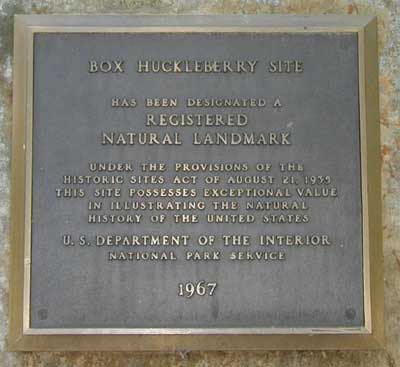 BOX HUCKLEBERRY SITE
HAS BEEN DESIGNATED A
REGISTERED
NATURAL LANDMARK
UNDER THE PROVISIONS OF THE
HISTORIC SITES ACT OF AUGUST 21, 1935
THIS SITE POSSESSES EXCEPTIONAL VALUE
IN ILLUSTRATING THE NATURAL
HISTORY OF THE UNITED STATES
U. S. DEPARTMENT OF THE INTERIOR
NATIONAL PARK SERVICE
1967